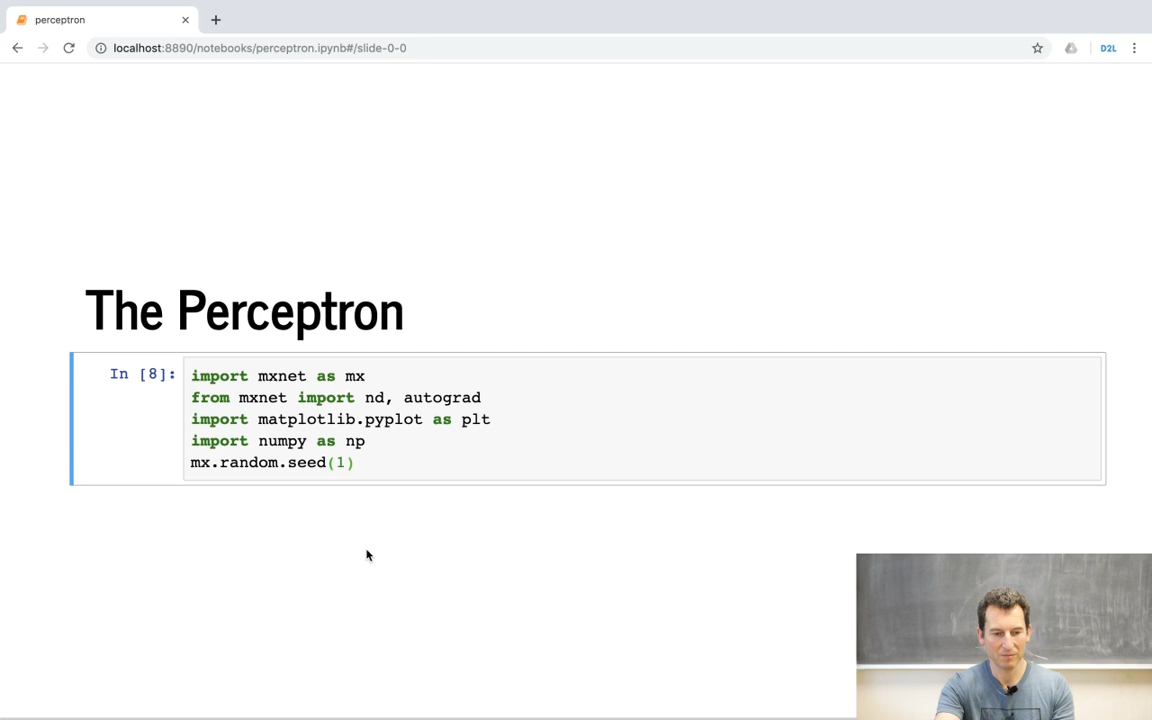 perceptron
localhost:8890/notebooks/perceptron.ipynb#/slide-0-0
D2L
The Perceptron
In [8]:
import mxnet as mx
from mxnet import nd, autograd
import matplotlib.pyplot as plt
import numpy as np
mx.random.seed(1)